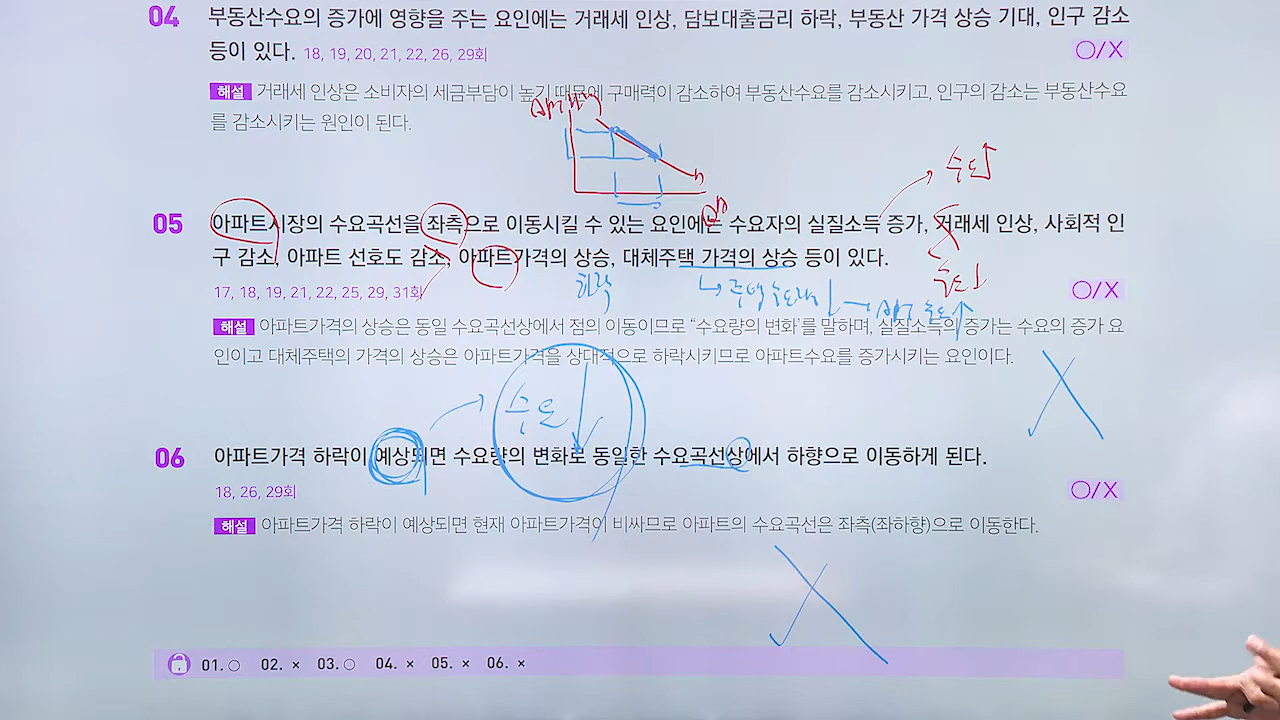 04 부동산수요의 증가에 영향을 주는 요인에는 거래세 인상, 담보대출금리 하락, 부동산 가격 상승 기대, 인구 감소
등이 있다. 18, 19, 20, 21, 22, 26, 29회 ○/X
해설 거래세 인상은 소비자의 세금부담이 높기 때문에 구매력이 감소하여 부동산수요를 감소시키고, 인구의 감소는 부동산수요
를 감소시키는 원인이 된다.
수요↑
05 아파트시장의 수요곡선을 좌측으로 이동시킬 수 있는 요인에는 수요자의 실질소득 증가, 거래세 인상, 사회적 인
구 감소, 아파트 선호도 감소, 아파트가격의 상승, 대체주택 가격의 상승 등이 있다.
수요↓
17, 18, 19, 21, 22, 25, 29, 31회 ○/X
하락
해설 아파트가격의 상승은 동일 수요곡선상에서 점의 이동이므로 “수요량의 변화’를 말하며, 실질소득의 증가는 수요의 증가 요
인이고 대체주택의 가격의 상승은 아파트가격을 상대적으로 하락시키므로 아파트수요를 증가시키는 요인이다.
X
수요↓
06 아파트가격 하락이 예상되면 수요량의 변화로 동일한 수요곡선상에서 하향으로 이동하게 된다.
18, 26, 29회 ○/X
해설 아파트가격 하락이 예상되면 현재 아파트가격이 비싸므로 아파트의 수요곡선은 좌측(좌하향)으로 이동한다.
X
01. ○ 02. × 03. ○ 04. × 05. × 06. ×